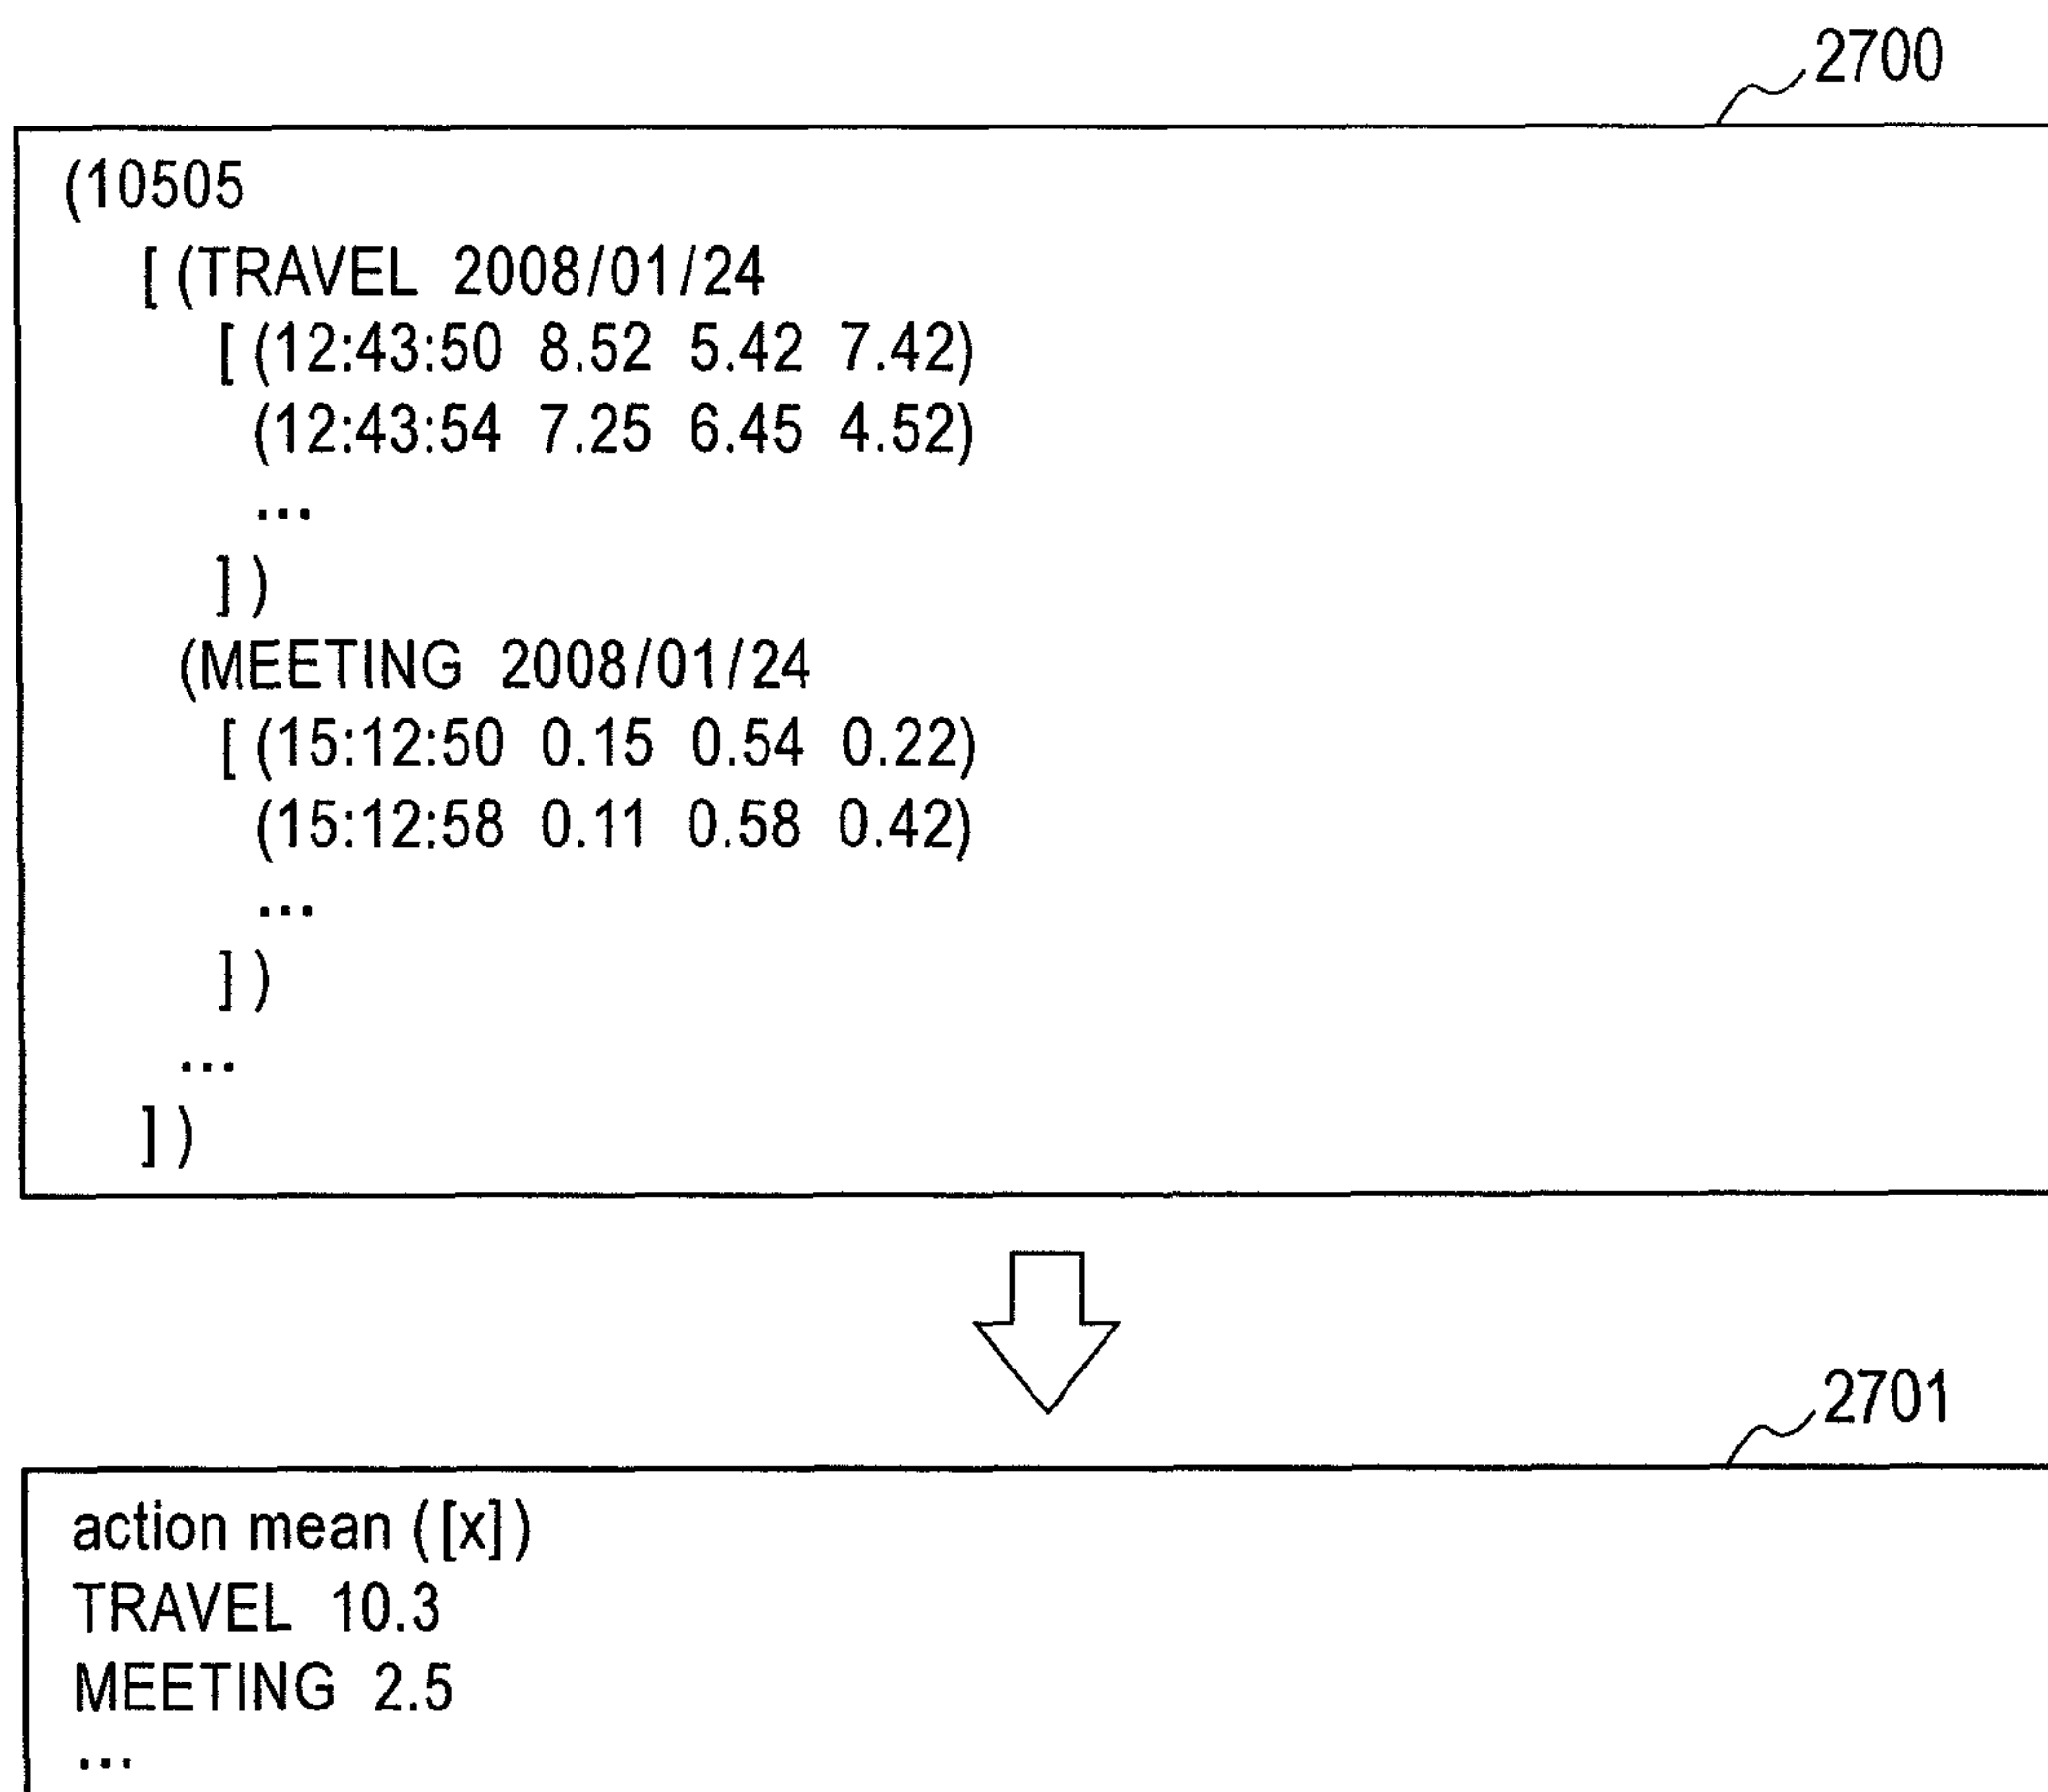 2700
(10505
[ (TRAVEL 2008/01/24
[ (12:43:50 8.52 5.42 7.42)
(12:43:54 7.25 6.45 4.52)
...
] )
(MEETING 2008/01/24
[ (15:12:50 0.15 0.54 0.22)
(15:12:58 0.11 0.58 0.42)
...
] )
...
] )
2701
action mean ( [x] )
TRAVEL 10.3
MEETING 2.5
...